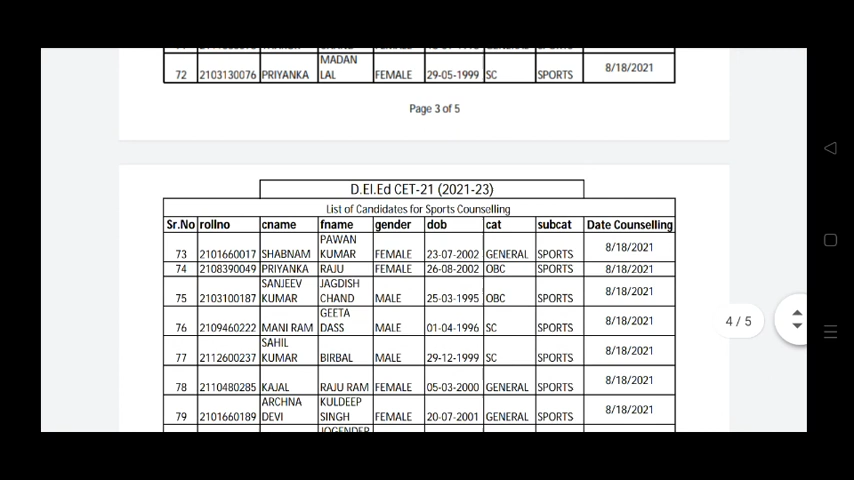 72 2103130076 PRIYANKA MADAN LAL FEMALE 29-05-1999 SC SPORTS 8/18/2021
Page 3 of 5
D.El.Ed CET-21 (2021-23)
List of Candidates for Sports Counselling
Sr.No rollno cname fname gender dob cat subcat Date Counselling
73 2101660017 SHABNAM PAWAN KUMAR FEMALE 23-07-2002 GENERAL SPORTS 8/18/2021
74 2108390049 PRIYANKA RAJU FEMALE 26-08-2002 OBC SPORTS 8/18/2021
75 2103100187 SANJEEV KUMAR JAGDISH CHAND MALE 25-03-1995 OBC SPORTS 8/18/2021
76 2109460222 MANI RAM GEETA DASS MALE 01-04-1996 SC SPORTS 8/18/2021
77 2112600237 SAHIL KUMAR BIRBAL MALE 29-12-1999 SC SPORTS 8/18/2021
78 2110480285 KAJAL RAJU RAM FEMALE 05-03-2000 GENERAL SPORTS 8/18/2021
79 2101660189 ARCHNA DEVI KULDEEP SINGH FEMALE 20-07-2001 GENERAL SPORTS 8/18/2021
JOGENDER
4 / 5